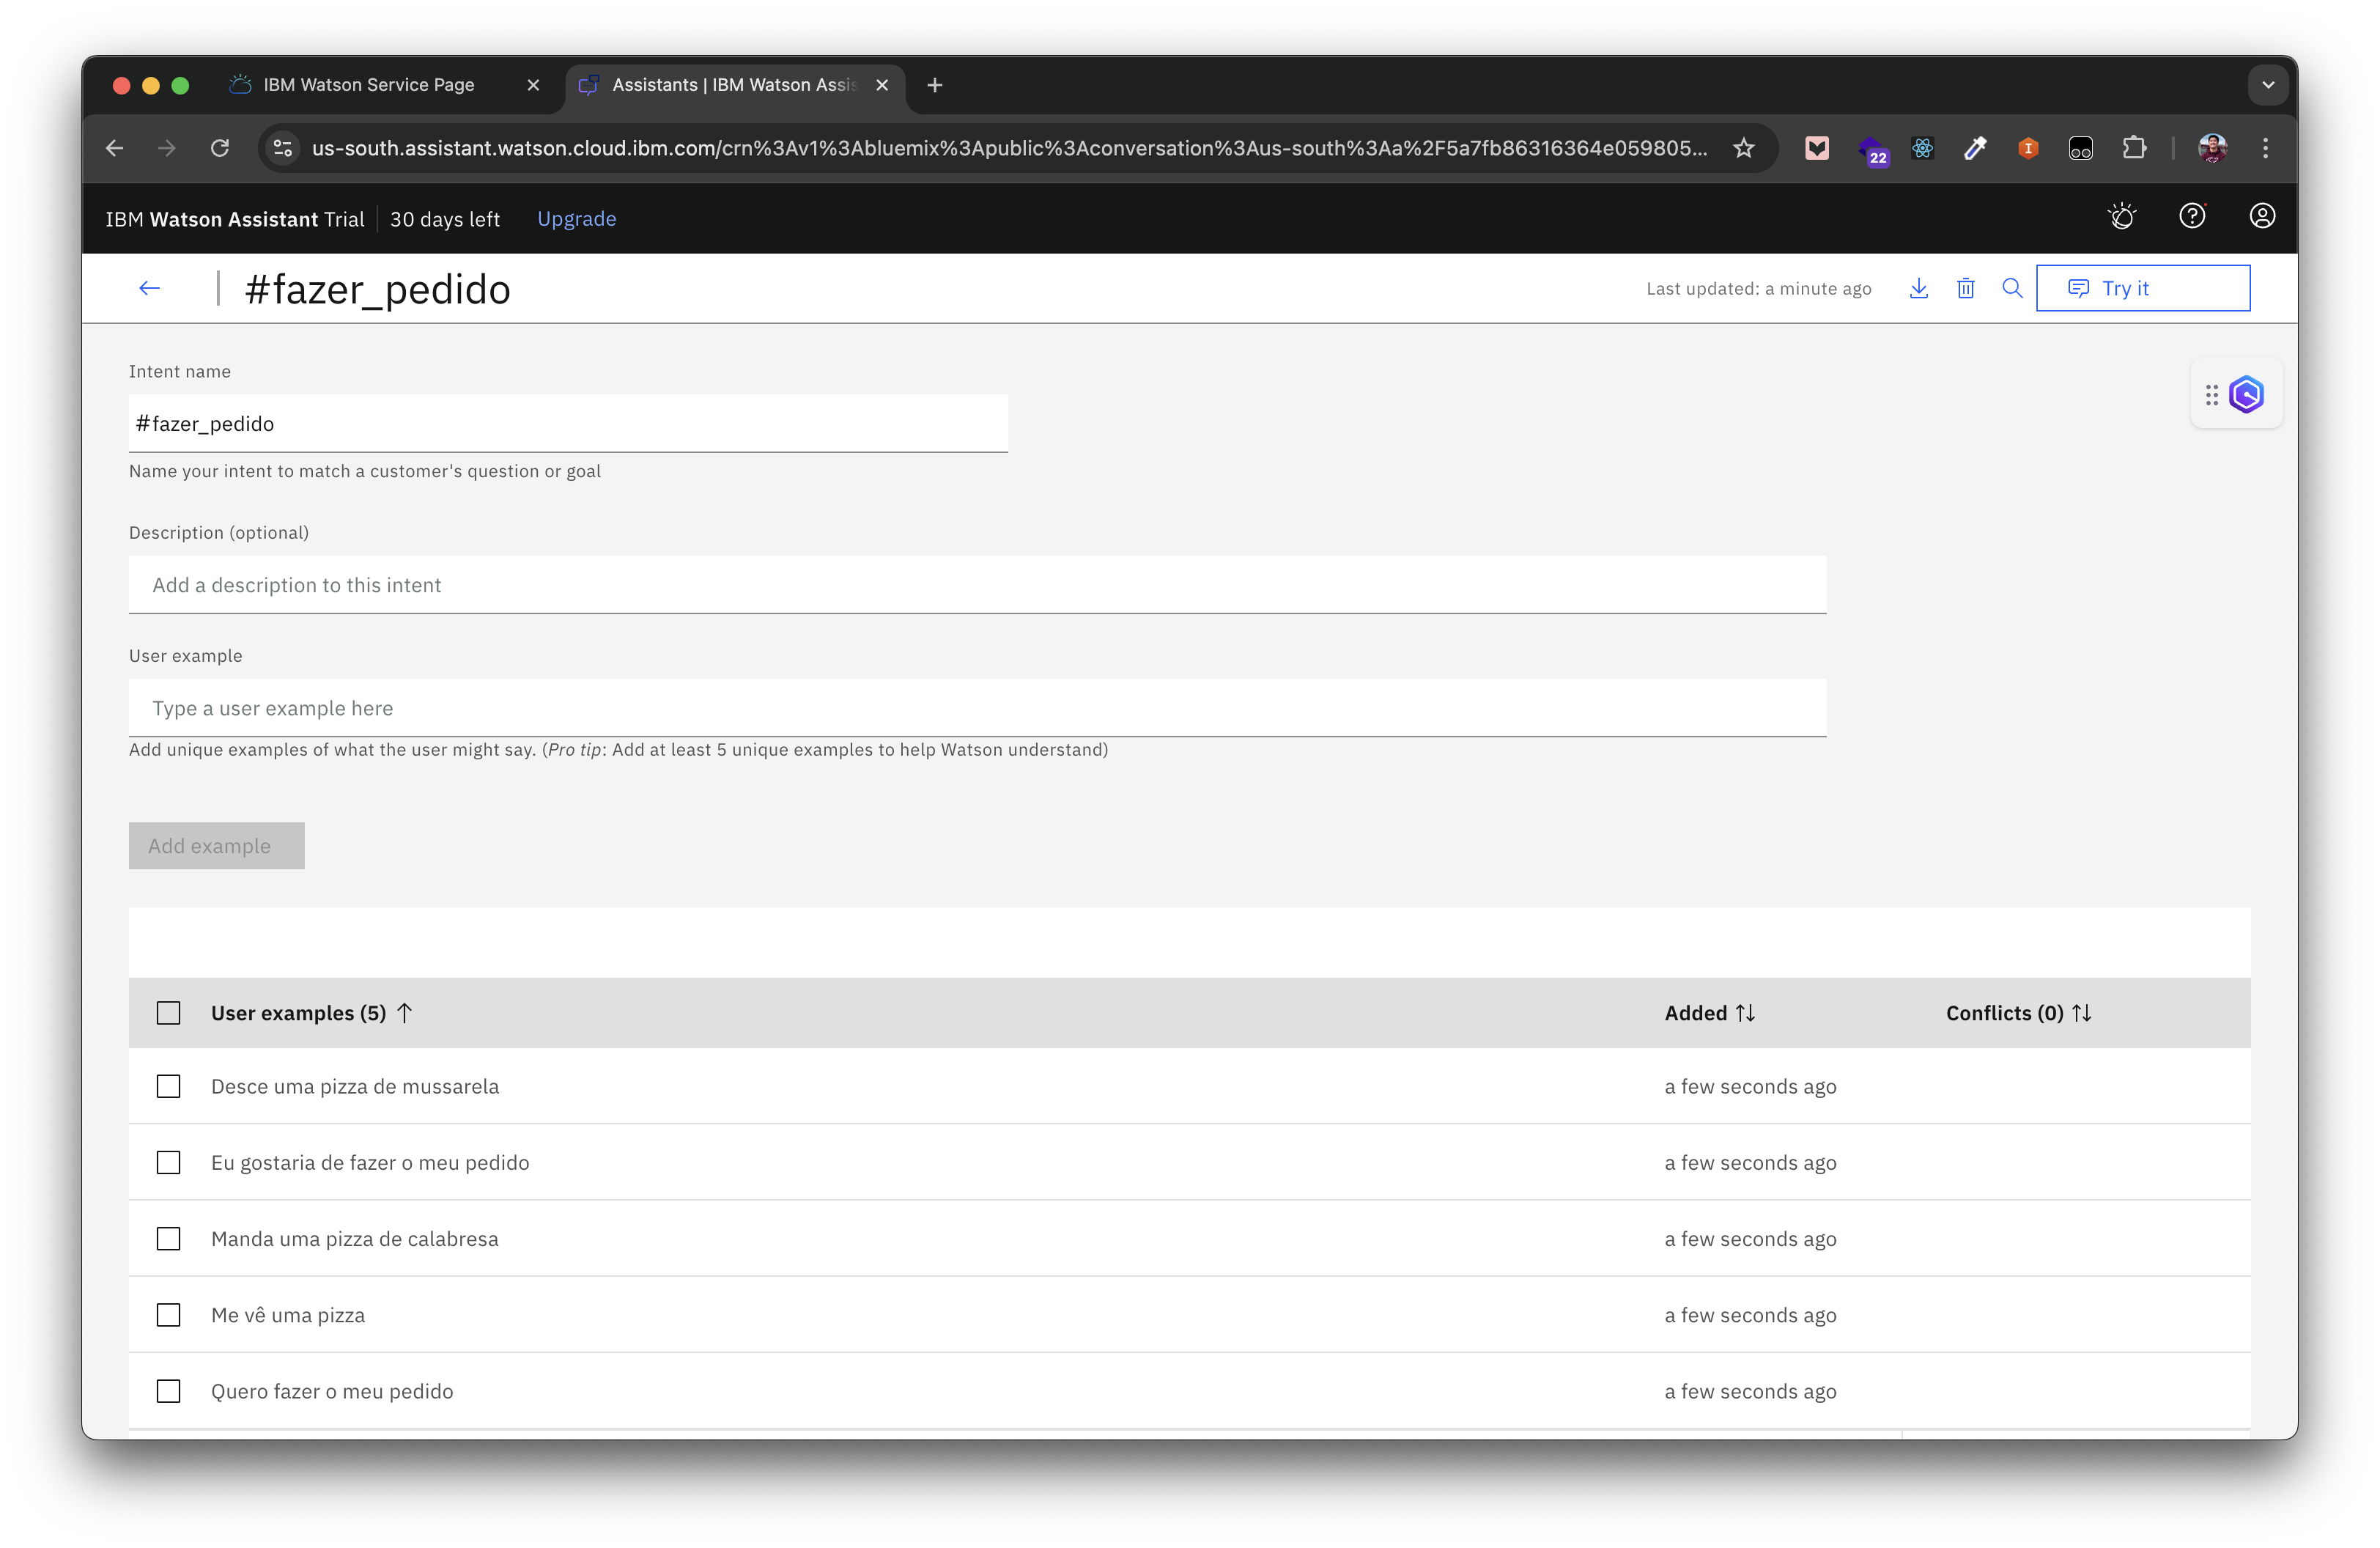 IBM Watson Service Page
Assistants | IBM Watson Assis
us-south.assistant.watson.cloud.ibm.com/crn%3Av1%3Abluemix%3Apublic%3Aconversation%3Aus-south%3Aa%2F5a7fb86316364e059805...
22
IBM Watson Assistant Trial
30 days left
Upgrade
#fazer_pedido
Last updated: a minute ago
Try it
Intent name
#fazer_pedido
Name your intent to match a customer's question or goal
Description (optional)
Add a description to this intent
User example
Type a user example here
Add unique examples of what the user might say. (Pro tip: Add at least 5 unique examples to help Watson understand)
Add example
User examples (5) Added Conflicts (0)
Desce uma pizza de mussarela a few seconds ago
Eu gostaria de fazer o meu pedido a few seconds ago
Manda uma pizza de calabresa a few seconds ago
Me vê uma pizza a few seconds ago
Quero fazer o meu pedido a few seconds ago